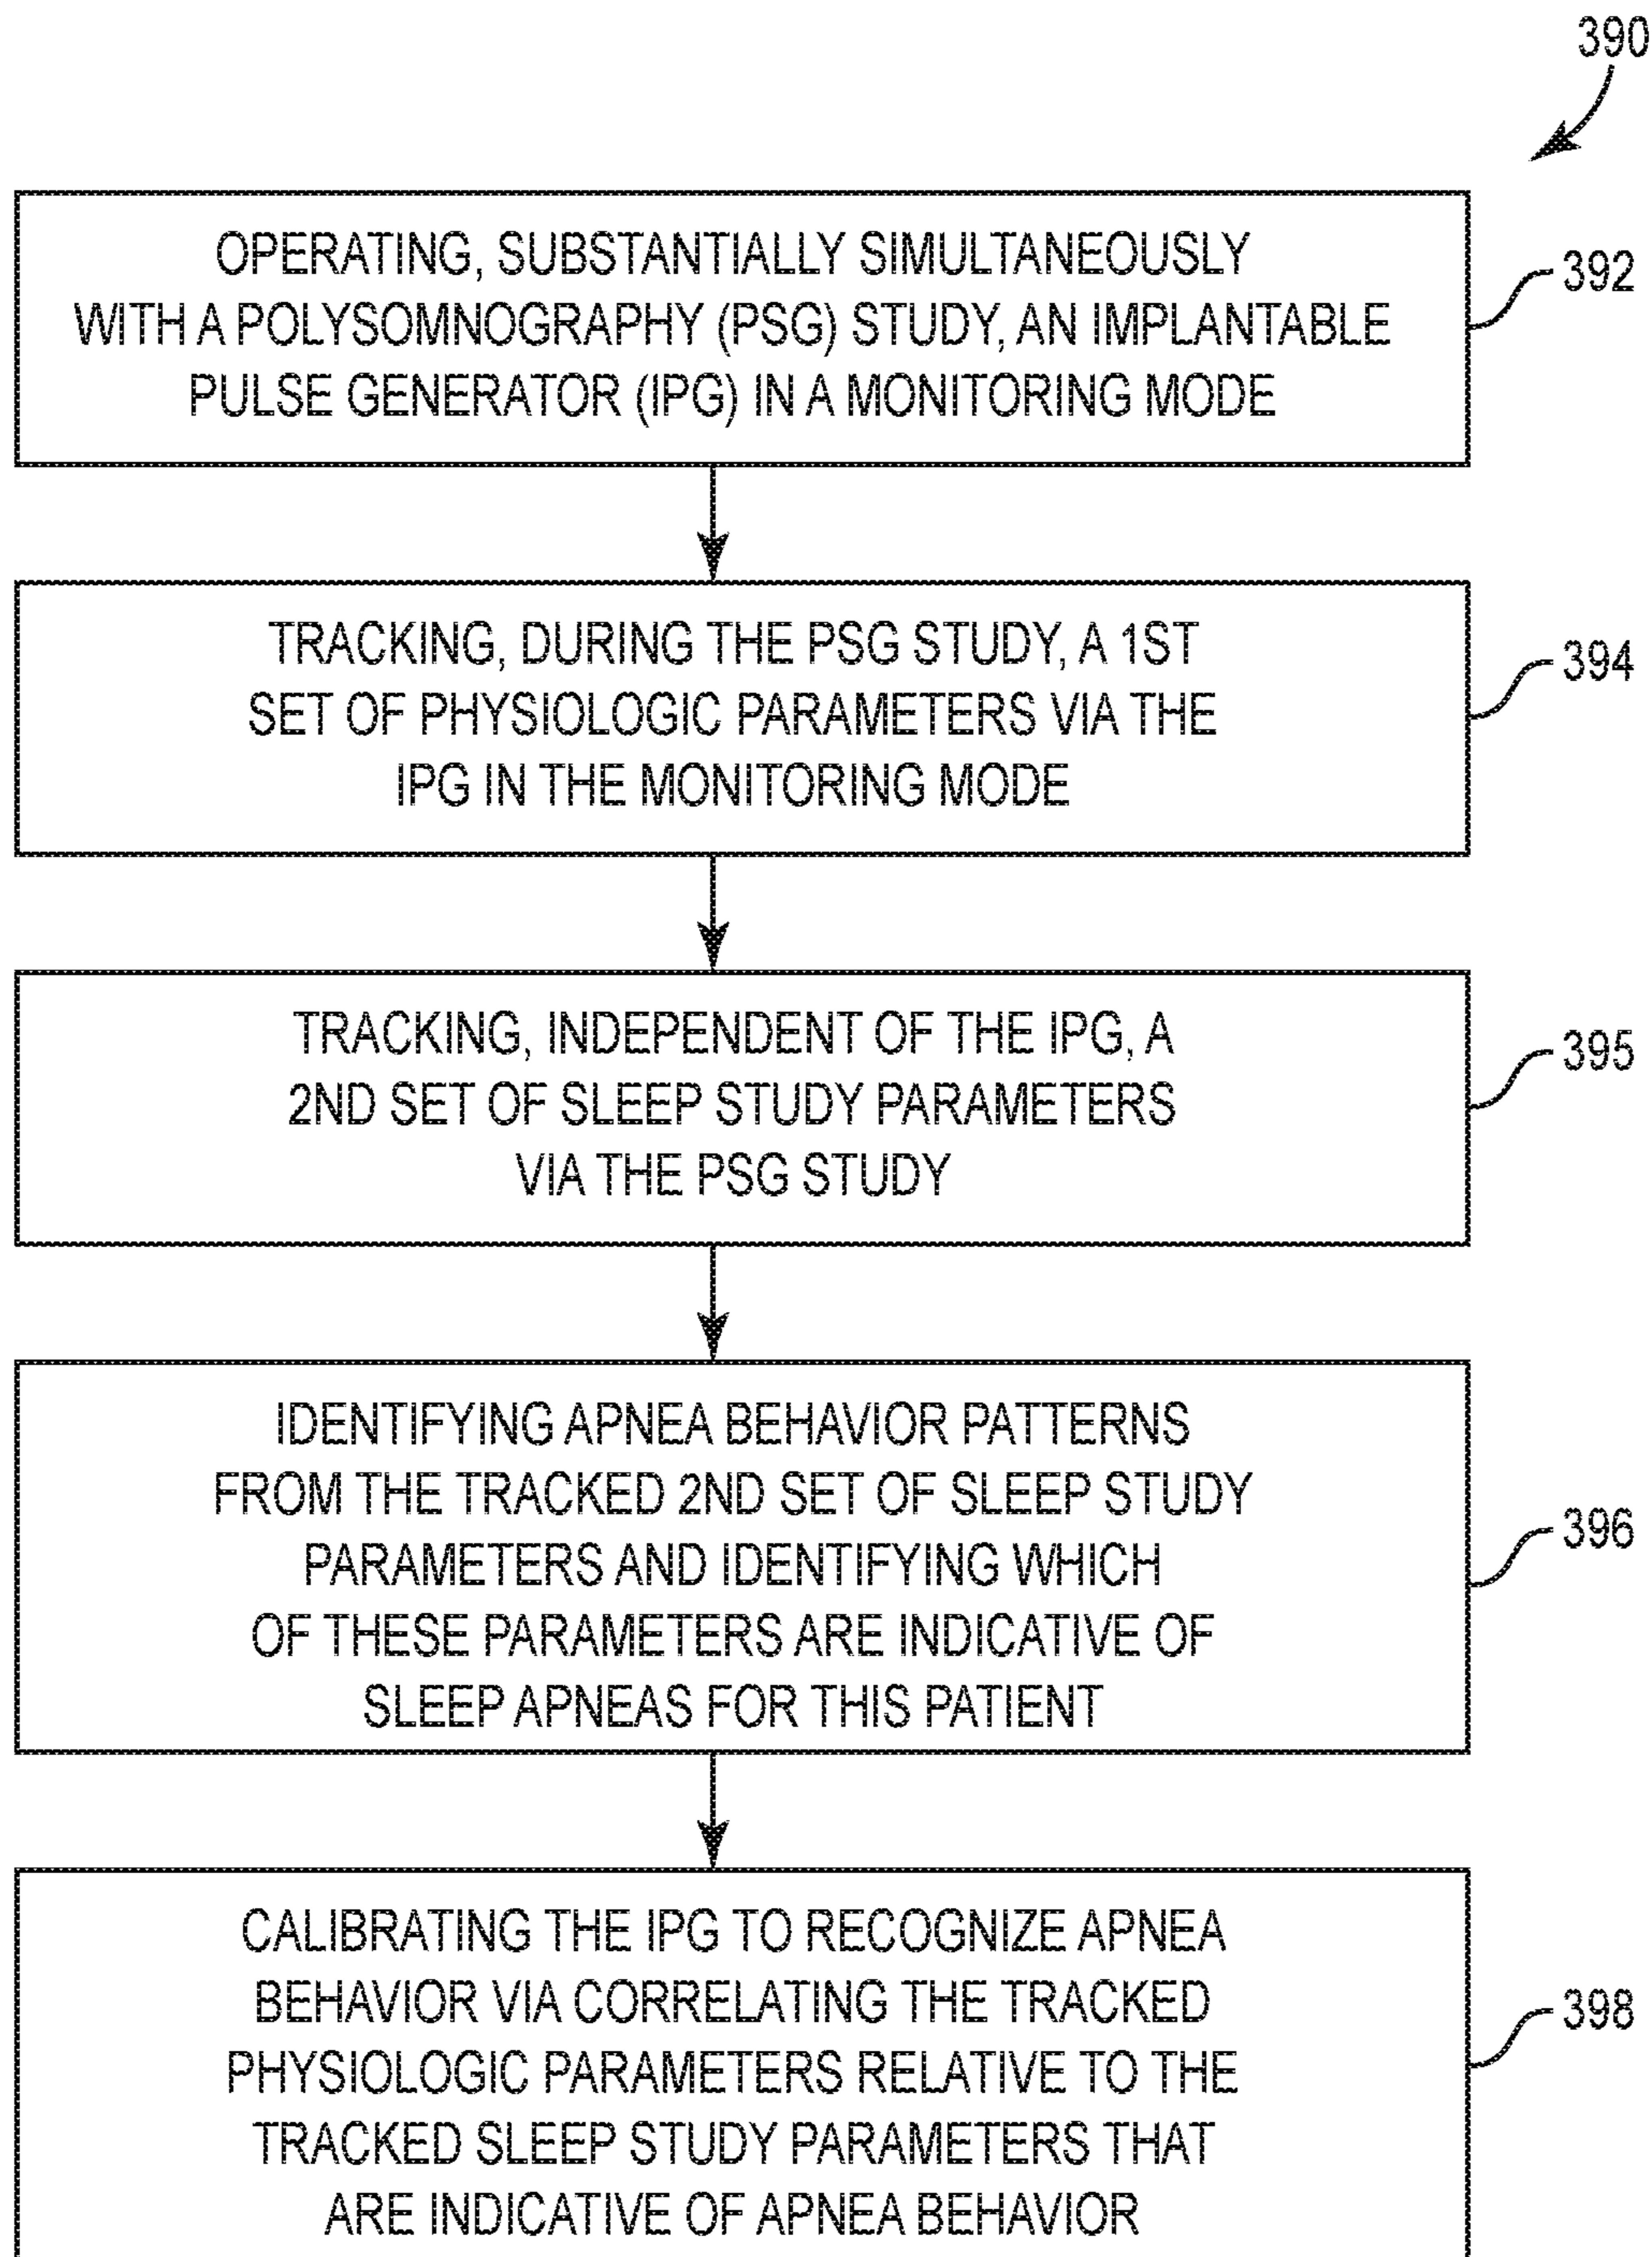 390
OPERATING, SUBSTANTIALLY SIMULTANEOUSLY
WITH A POLYSOMNOGRAPHY (PSG) STUDY, AN IMPLANTABLE
PULSE GENERATOR (IPG) IN A MONITORING MODE
392
TRACKING, DURING THE PSG STUDY, A 1ST
SET OF PHYSIOLOGIC PARAMETERS VIA THE
IPG IN THE MONITORING MODE
394
TRACKING, INDEPENDENT OF THE IPG, A
2ND SET OF SLEEP STUDY PARAMETERS
VIA THE PSG STUDY
395
IDENTIFYING APNEA BEHAVIOR PATTERNS
FROM THE TRACKED 2ND SET OF SLEEP STUDY
PARAMETERS AND IDENTIFYING WHICH
OF THESE PARAMETERS ARE INDICATIVE OF
SLEEP APNEAS FOR THIS PATIENT
396
CALIBRATING THE IPG TO RECOGNIZE APNEA
BEHAVIOR VIA CORRELATING THE TRACKED
PHYSIOLOGIC PARAMETERS RELATIVE TO THE
TRACKED SLEEP STUDY PARAMETERS THAT
ARE INDICATIVE OF APNEA BEHAVIOR
398